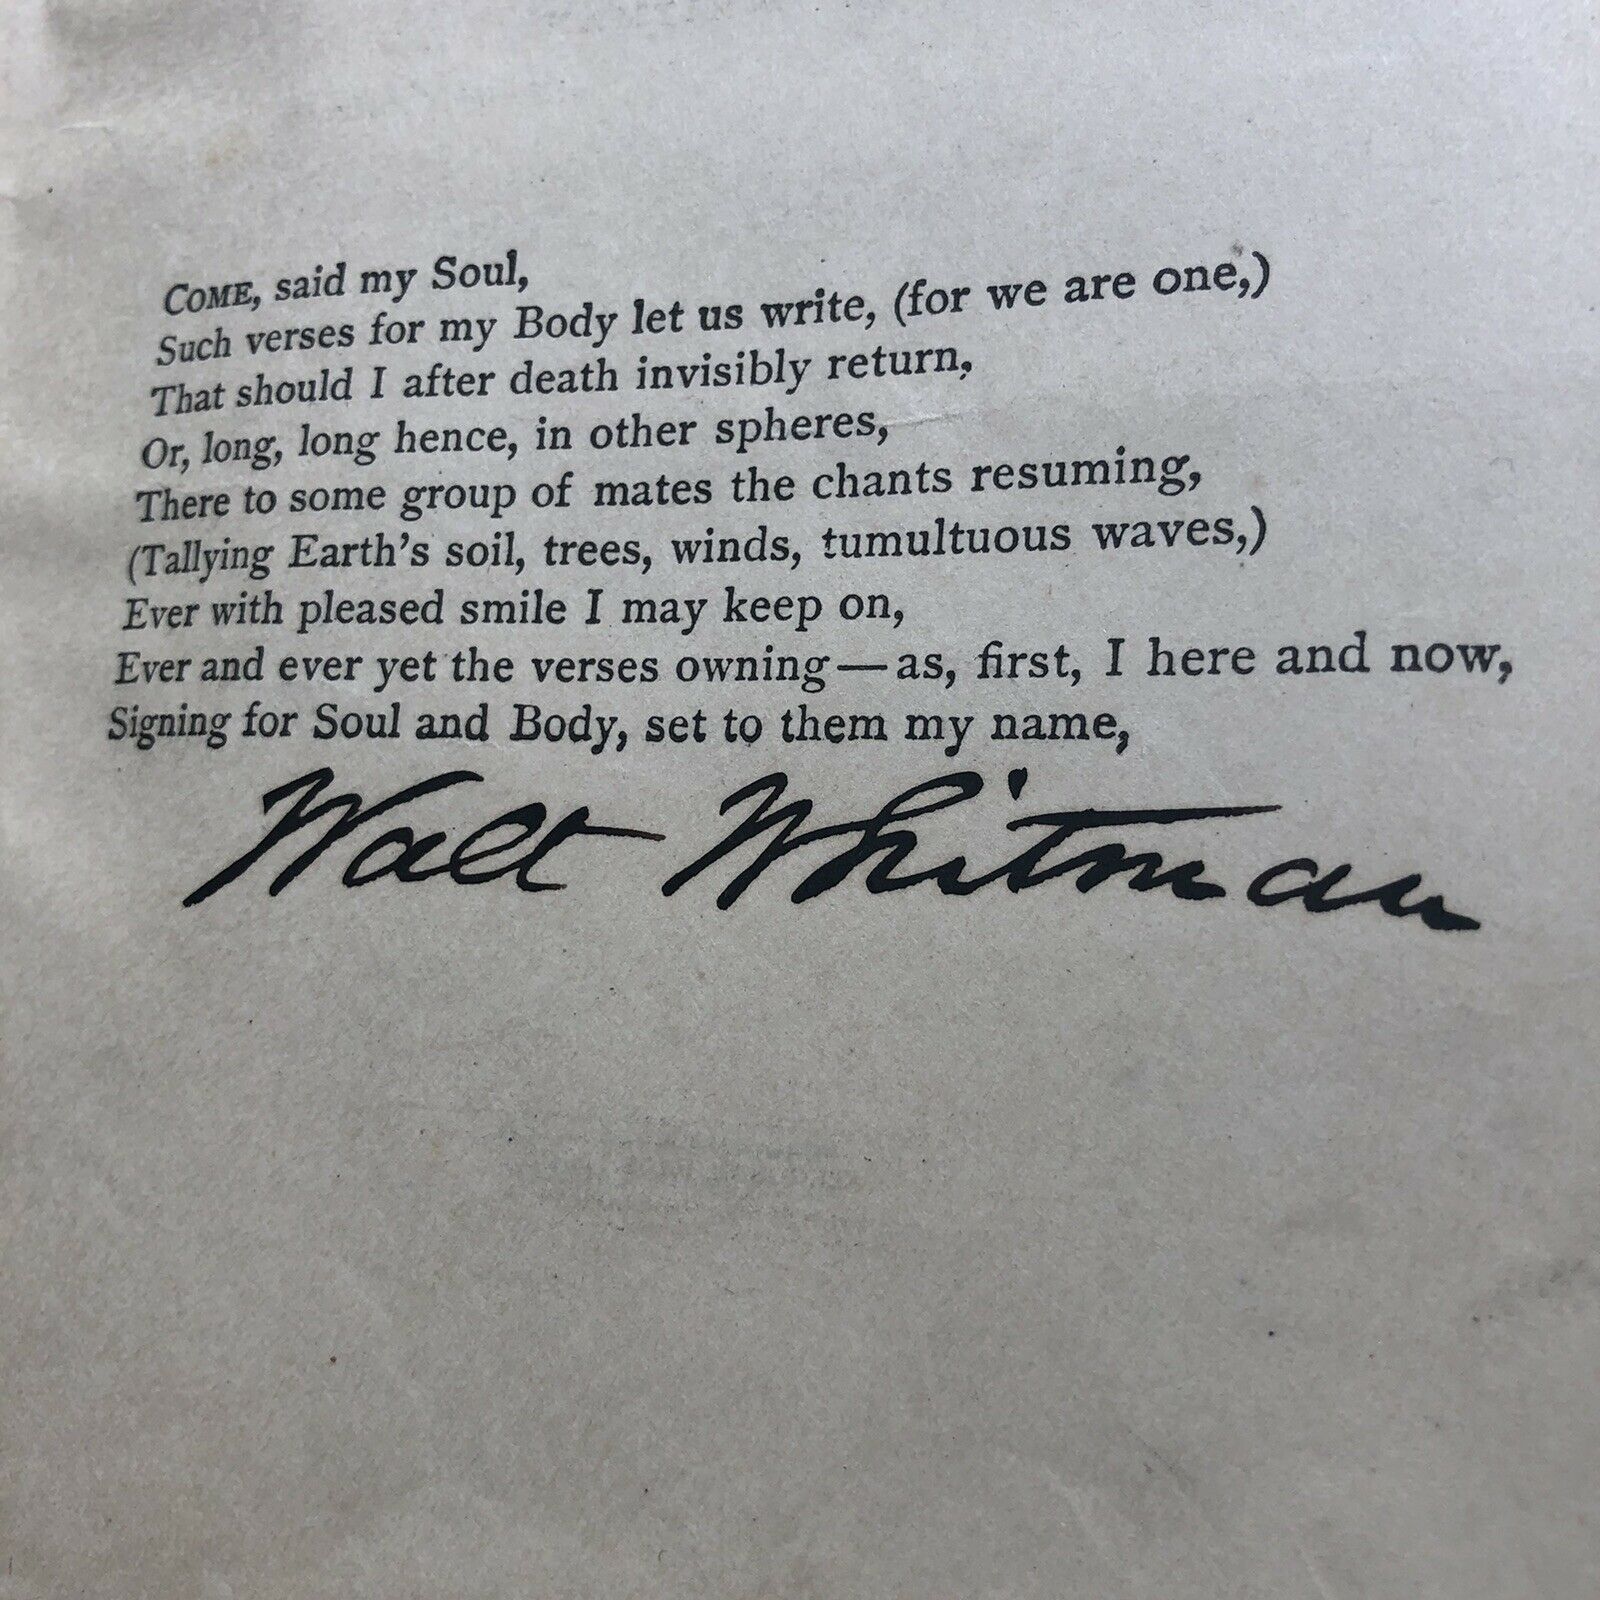 COME, said my Soul,
Such verses for my Body let us write, (for we are one,)
That should I after death invisibly return,
Or, long, long hence, in other spheres,
There to some group of mates the chants resuming,
(Tallying Earth's soil, trees, winds, tumultuous waves,)
Ever with pleased smile I may keep on,
Ever and ever yet the verses owning—as, first, I here and now,
Signing for Soul and Body, set to them my name,
Walt Whitman